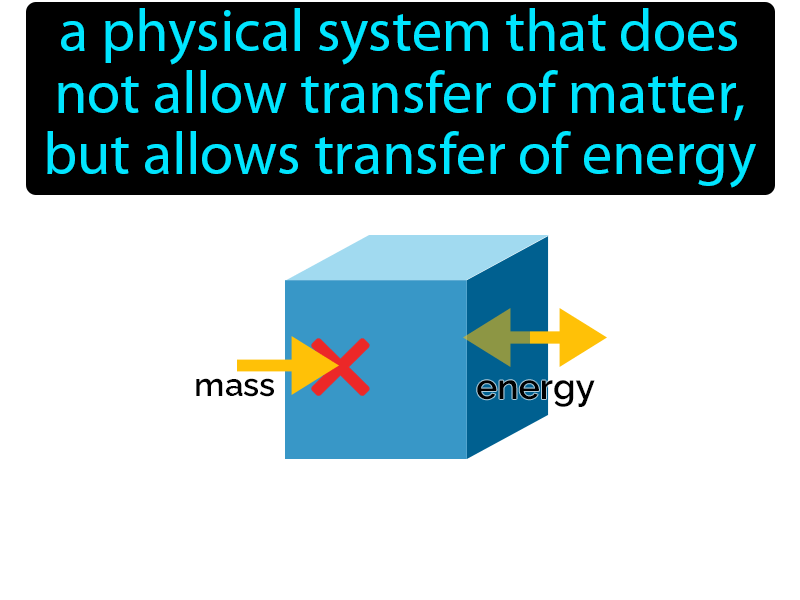 a physical system that does
not allow transfer of matter,
but allows transfer of energy
mass
energy